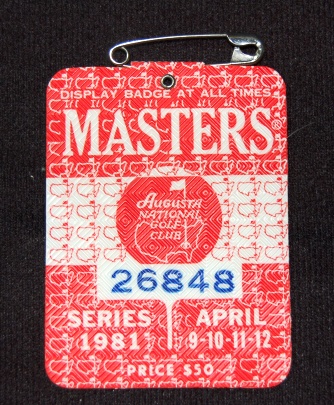 DISPLAY BADGE AT ALL TIMES
MASTERS®
Augusta
NATIONAL
GOLF
CLUB
26848
SERIES APRIL
1981 9-10-11-12
PRICE $50